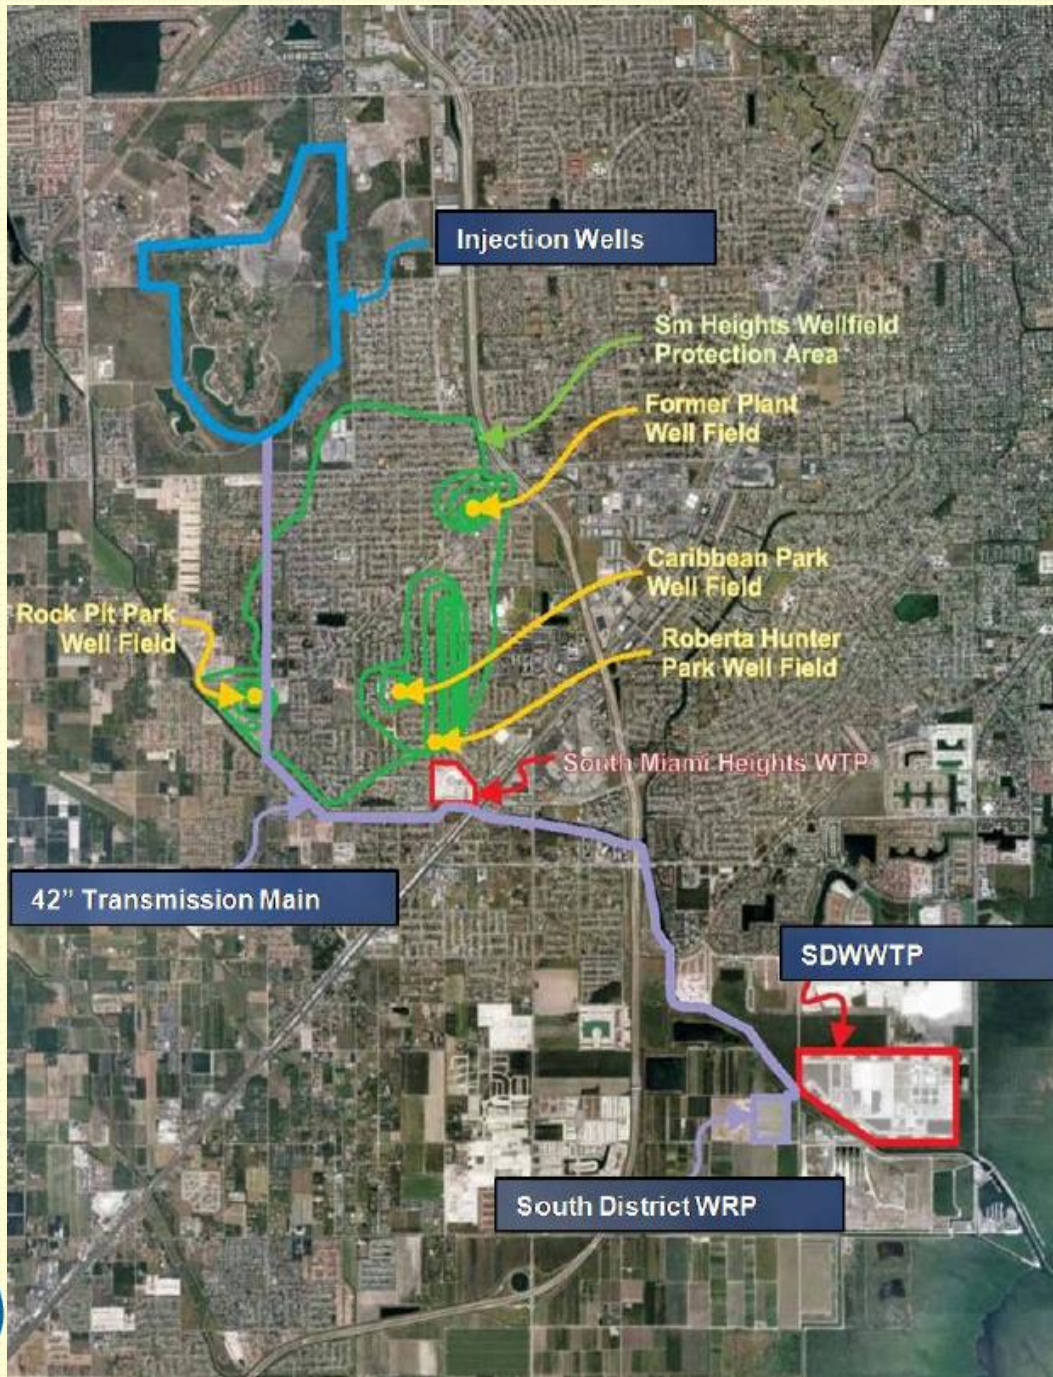 Injection Wells
Sm Heights Wellfield
Protection Area
Former Plant
Well Field
Caribbean Park
Well Field
Rock Pit Park
Well Field
Roberta Hunter
Park Well Field
South Miami Heights WTP
42” Transmission Main
SDWWTP
South District WRP